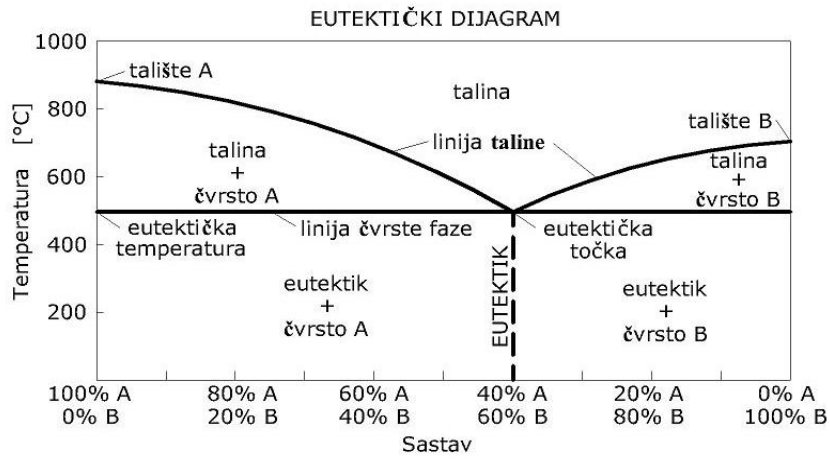 EUTEKTIČKI DIJAGRAM
1000
800
600
400
200
Temperatura [°C]
talište A
talina
talište B
linija taline
talina
+
čvrsto A
talina
+
čvrsto B
eutektička
temperatura
linija čvrste faze
eutektička
točka
eutektik
+
čvrsto A
EUTEKTIK
eutektik
+
čvrsto B
100% A 80% A 60% A 40% A 20% A 0% A
0% B 20% B 40% B 60% B 80% B 100% B
Sastav